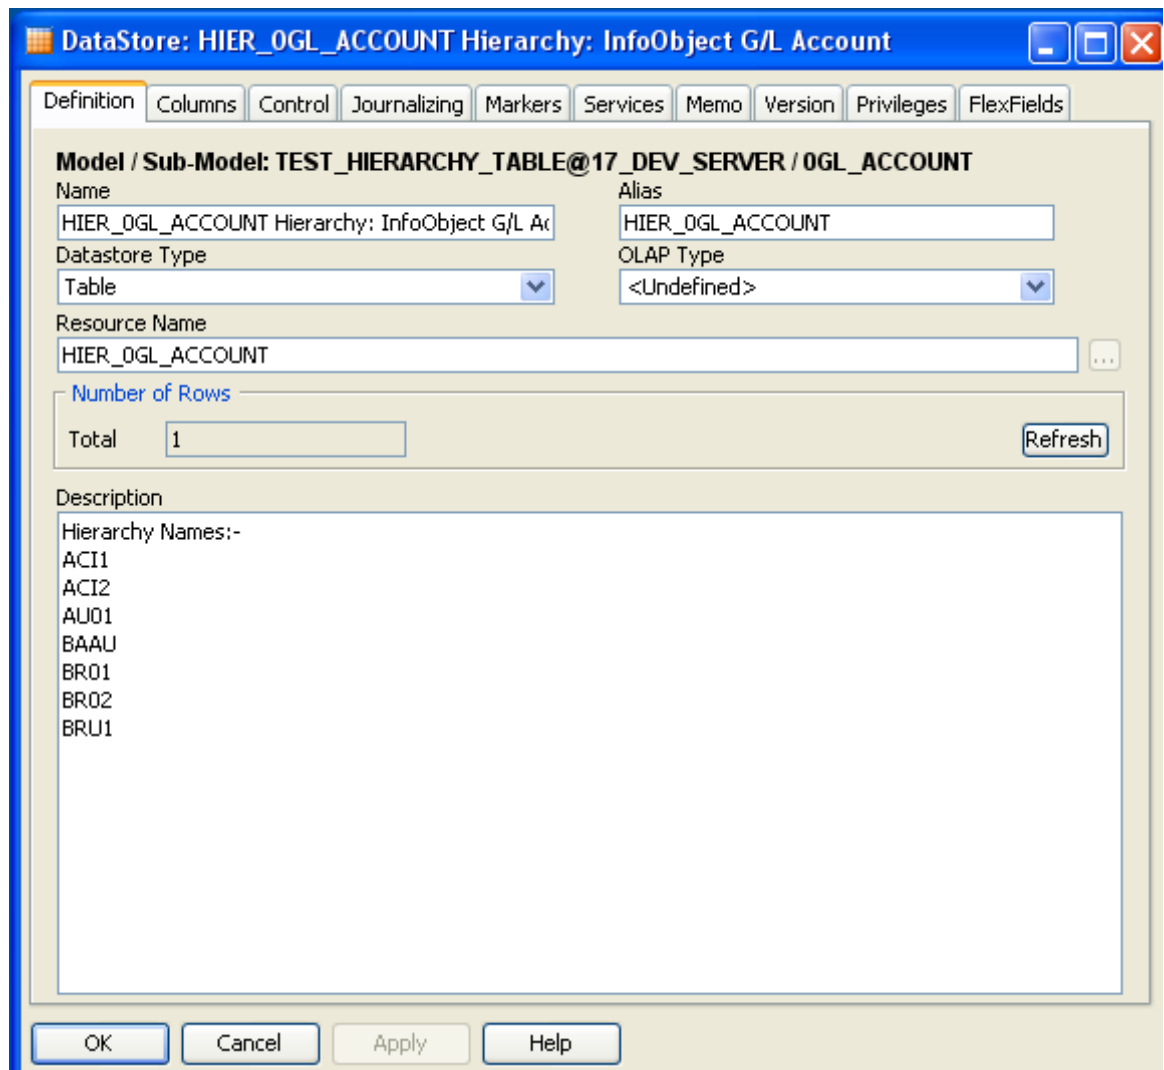 DataStore: HIER_0GL_ACCOUNT Hierarchy: InfoObject G/L Account
Definition Columns Control Journalizing Markers Services Memo Version Privileges FlexFields
Model / Sub-Model: TEST_HIERARCHY_TABLE@17_DEV_SERVER / 0GL_ACCOUNT
Name Alias
HIER_0GL_ACCOUNT Hierarchy: InfoObject G/L Ac HIER_0GL_ACCOUNT
Datastore Type OLAP Type
Table <Undefined>
Resource Name
HIER_0GL_ACCOUNT ...
Number of Rows
Total 1 Refresh
Description
Hierarchy Names:-
ACI1
ACI2
AU01
BAAU
BR01
BR02
BRU1
OK Cancel Apply Help